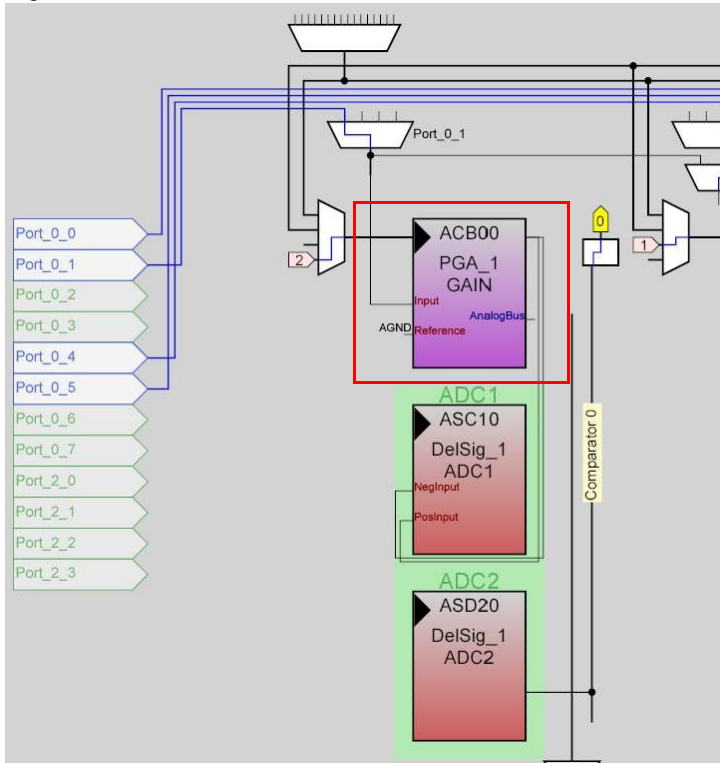 Port_0_1
Port_0_0
Port_0_1
Port_0_2
Port_0_3
Port_0_4
Port_0_5
Port_0_6
Port_0_7
Port_2_0
Port_2_1
Port_2_2
Port_2_3
2
ACB00
PGA_1
GAIN
Input
AnalogBus
AGND
Reference
ADC1
ASC10
DelSig_1
ADC1
NegInput
PosInput
ADC2
ASD20
DelSig_1
ADC2
0
Comparator 0
1